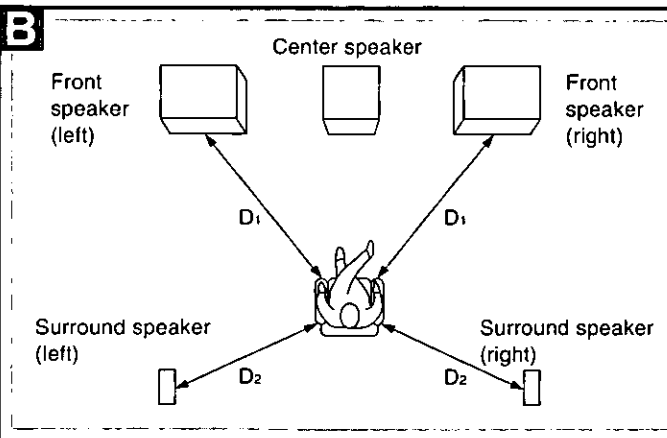 B
Center speaker
Front
speaker
(left)
Front
speaker
(right)
D1
D1
Surround speaker
(left)
Surround speaker
(right)
D2
D2